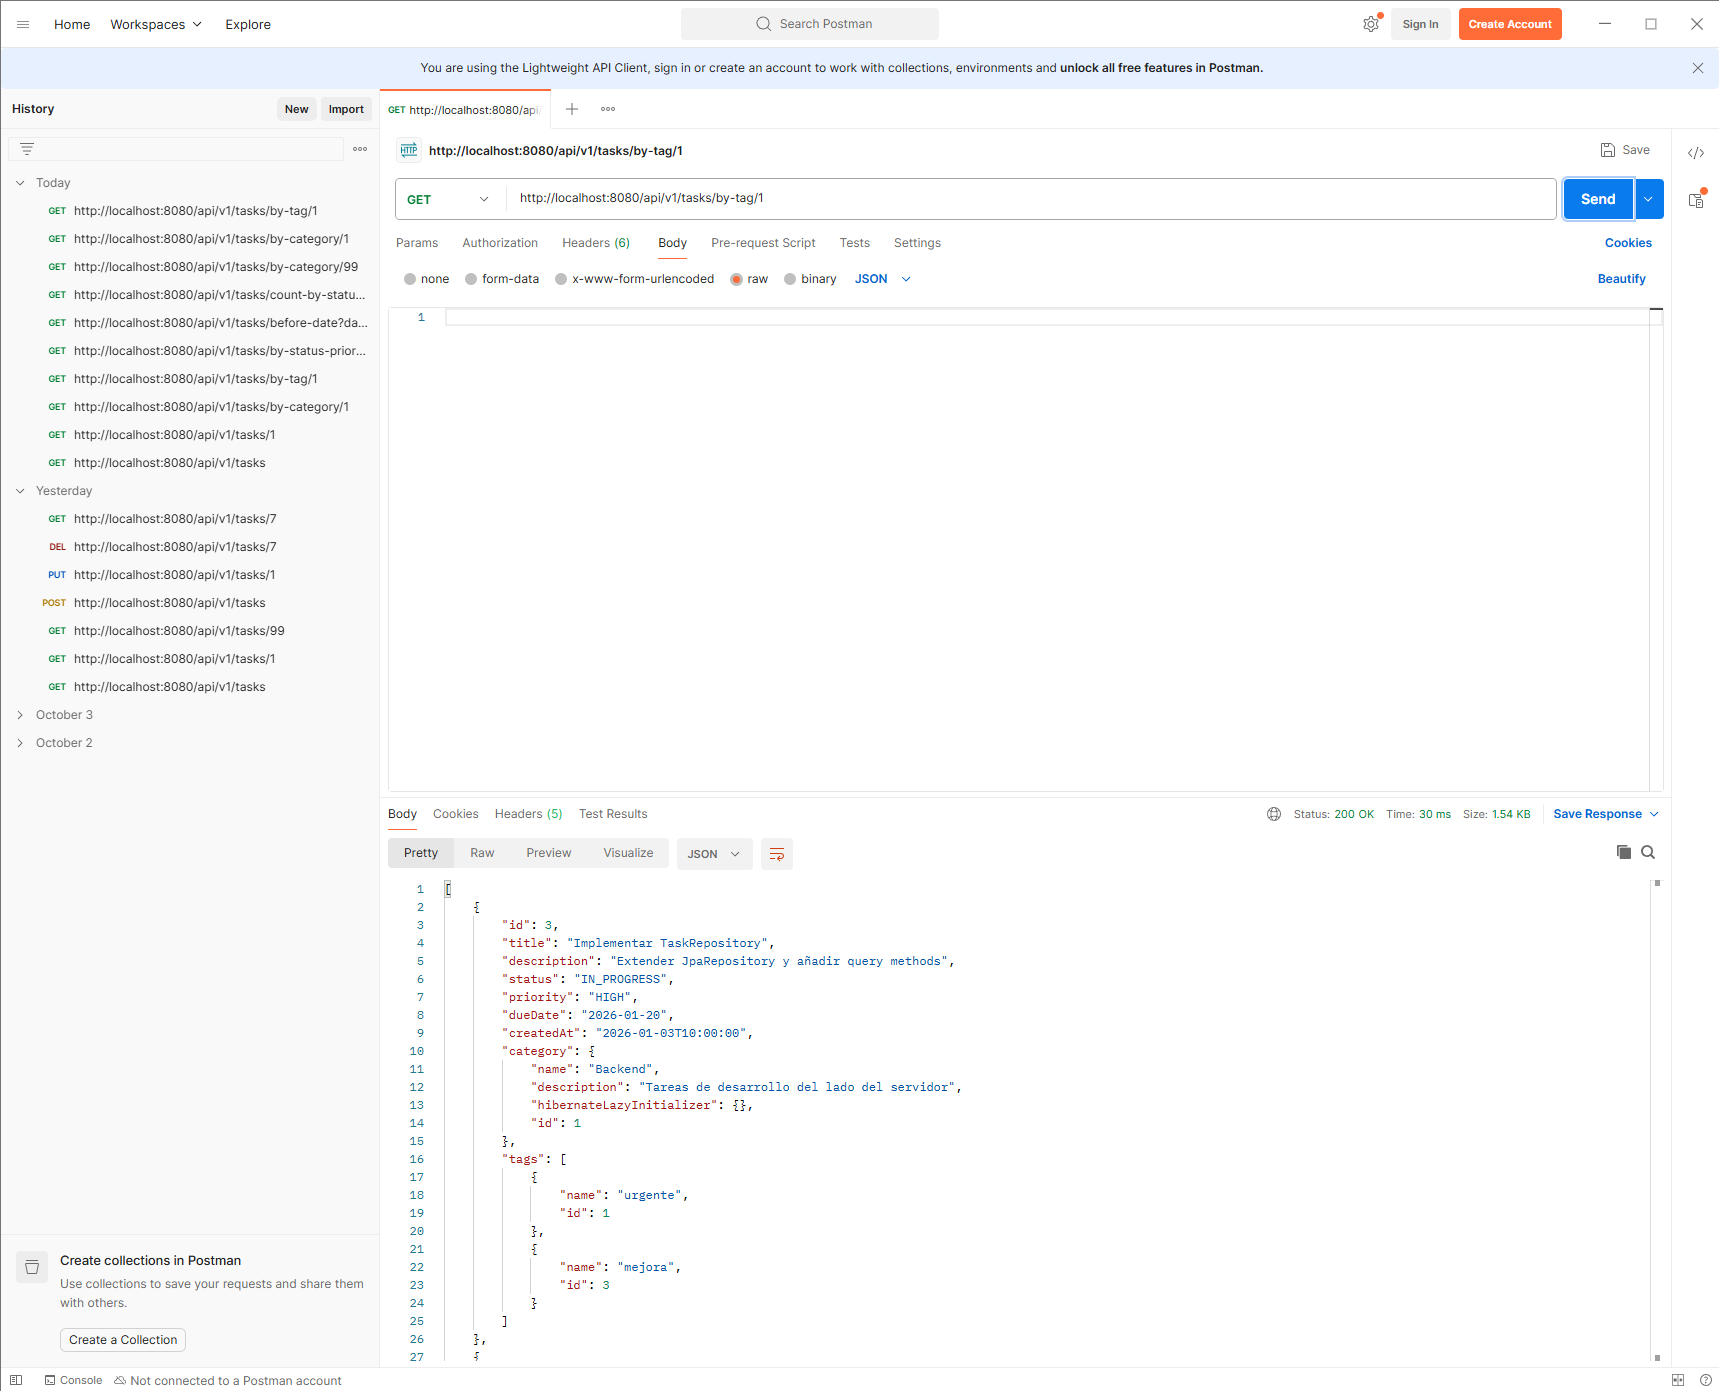 Home Workspaces Explore Search Postman Sign In Create Account
You are using the Lightweight API Client, sign in or create an account to work with collections, environments and unlock all free features in Postman.
History New Import
Today
GET http://localhost:8080/api/v1/tasks/by-tag/1
GET http://localhost:8080/api/v1/tasks/by-category/1
GET http://localhost:8080/api/v1/tasks/by-category/99
GET http://localhost:8080/api/v1/tasks/count-by-statu...
GET http://localhost:8080/api/v1/tasks/before-date?da...
GET http://localhost:8080/api/v1/tasks/by-status-prior...
GET http://localhost:8080/api/v1/tasks/by-tag/1
GET http://localhost:8080/api/v1/tasks/by-category/1
GET http://localhost:8080/api/v1/tasks/1
GET http://localhost:8080/api/v1/tasks
Yesterday
GET http://localhost:8080/api/v1/tasks/7
DEL http://localhost:8080/api/v1/tasks/7
PUT http://localhost:8080/api/v1/tasks/1
POST http://localhost:8080/api/v1/tasks
GET http://localhost:8080/api/v1/tasks/99
GET http://localhost:8080/api/v1/tasks/1
GET http://localhost:8080/api/v1/tasks
October 3
October 2
Create collections in Postman
Use collections to save your requests and share them
with others.
Create a Collection
GET http://localhost:8080/api/
HTTP http://localhost:8080/api/v1/tasks/by-tag/1 Save
GET http://localhost:8080/api/v1/tasks/by-tag/1 Send
Params Authorization Headers (6) Body Pre-request Script Tests Settings Cookies
none form-data x-www-form-urlencoded raw binary JSON Beautify
1
Body Cookies Headers (5) Test Results Status: 200 OK Time: 30 ms Size: 1.54 KB Save Response
Pretty Raw Preview Visualize JSON
1 [
2 {
3 "id": 3,
4 "title": "Implementar TaskRepository",
5 "description": "Extender JpaRepository y añadir query methods",
6 "status": "IN_PROGRESS",
7 "priority": "HIGH",
8 "dueDate": "2026-01-20",
9 "createdAt": "2026-01-03T10:00:00",
10 "category": {
11 "name": "Backend",
12 "description": "Tareas de desarrollo del lado del servidor",
13 "hibernateLazyInitializer": {},
14 "id": 1
15 },
16 "tags": [
17 {
18 "name": "urgente",
19 "id": 1
20 },
21 {
22 "name": "mejora",
23 "id": 3
24 }
25 ]
26 },
27 {
Console Not connected to a Postman account